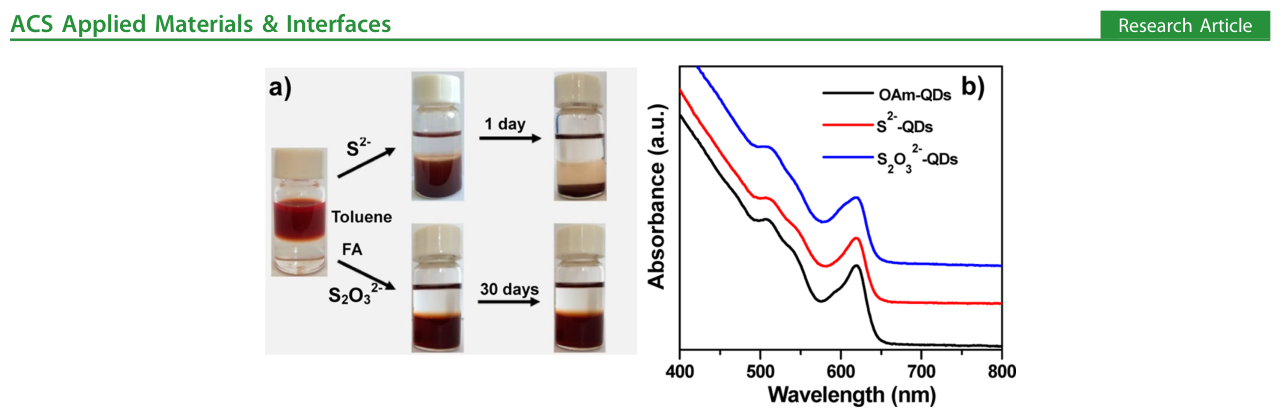 ACS Applied Materials & Interfaces
Research Article
a)
S²⁻
1 day
Toluene
FA
S₂O₃²⁻
30 days
b)
OAm-QDs
S²⁻-QDs
S₂O₃²⁻-QDs
Absorbance (a.u.)
400 500 600 700 800
Wavelength (nm)